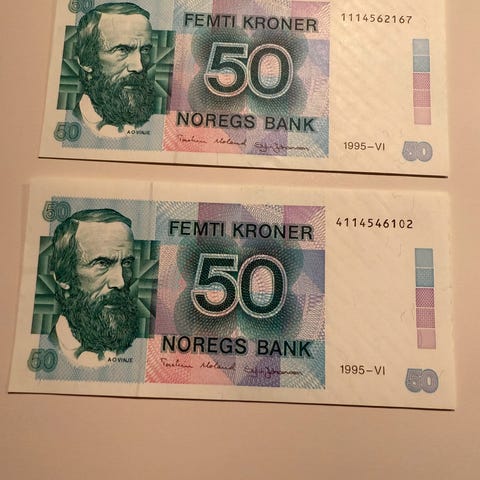 50
FEMTI KRONER
1114562167
50
NOREGS BANK
50
A O VINJE
1995-VI
50
50
FEMTI KRONER
4114546102
50
NOREGS BANK
50
A O VINJE
1995-VI
50